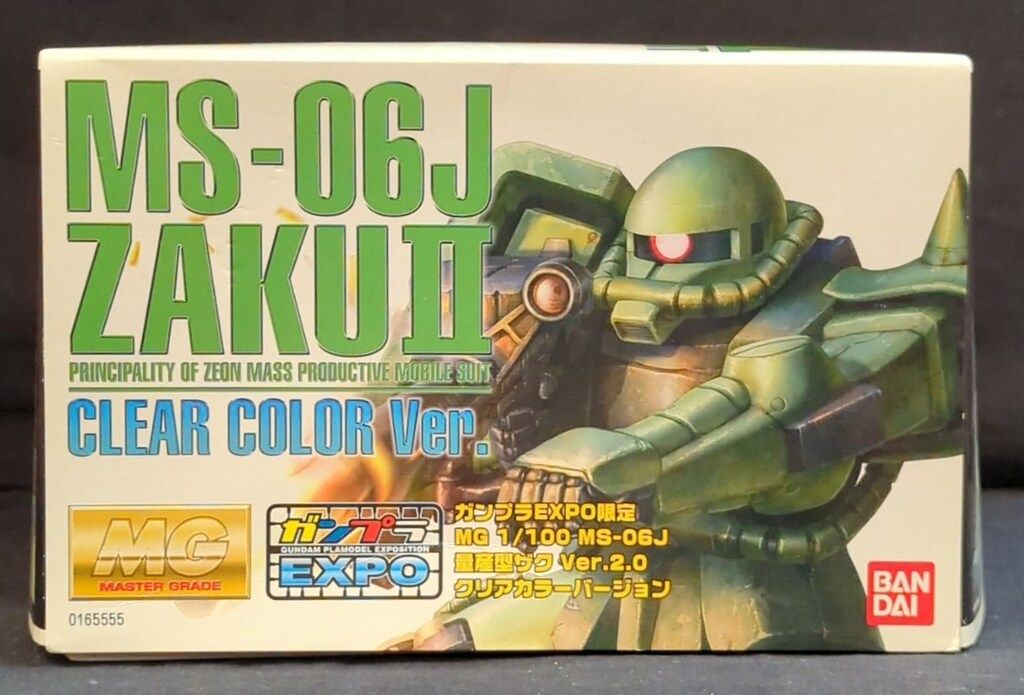 MS-06J
ZAKUⅡ
PRINCIPALITY OF ZEON MASS PRODUCTIVE MOBILE SUIT
CLEAR COLOR Ver.
MG
MASTER GRADE
ガンプラ
GUNDAM PLAMODEL EXPOSITION
EXPO
ガンプラEXPO限定
MG 1/100 MS-06J
量産型ザク Ver.2.0
クリアカラーバージョン
0165555
BAN
DAI